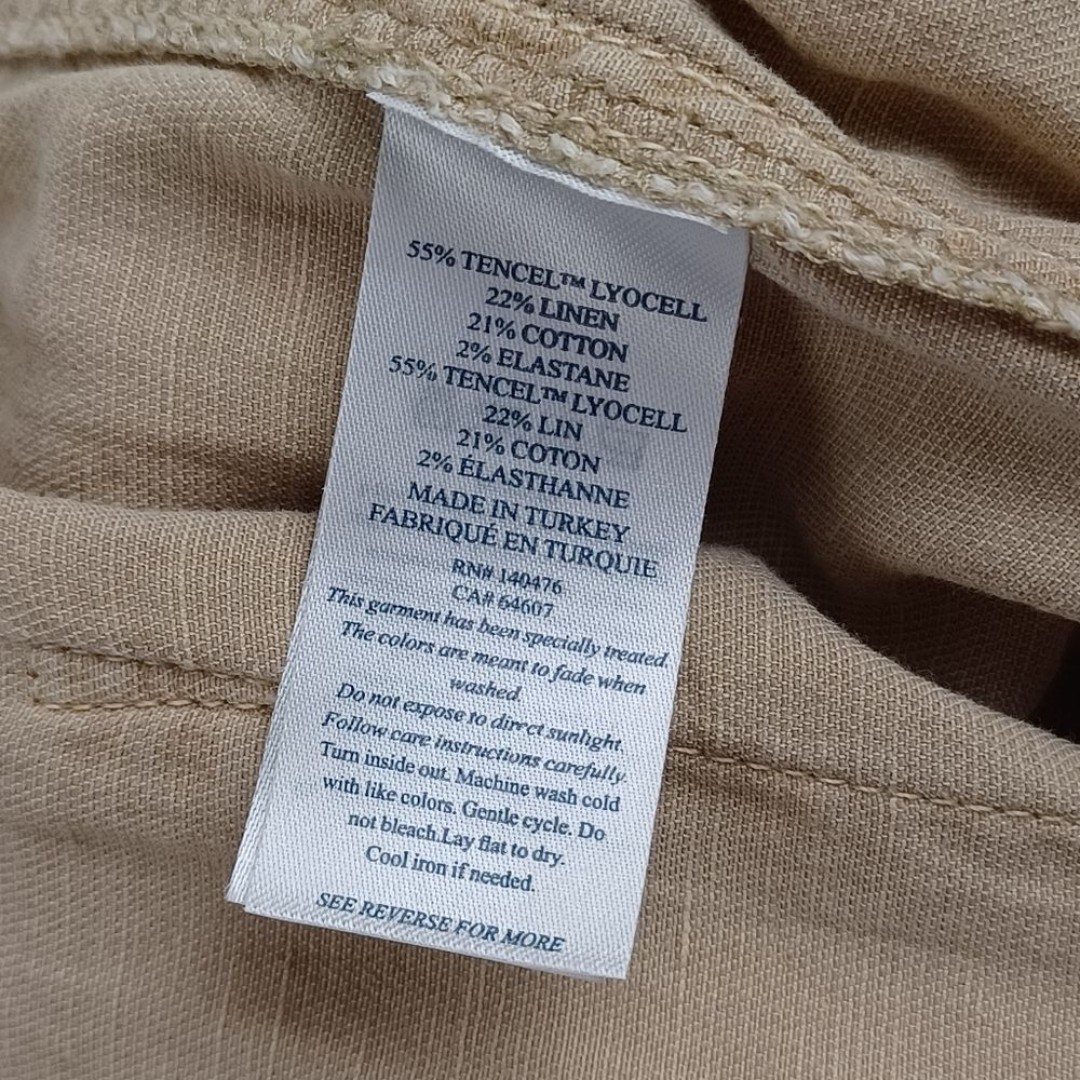 55% TENCEL™ LYOCELL
22% LINEN
21% COTTON
2% ELASTANE
55% TENCEL™ LYOCELL
22% LIN
21% COTON
2% ÉLASTHANNE
MADE IN TURKEY
FABRIQUÉ EN TURQUIE
RN# 140476
CA# 64607
This garment has been specially treated.
The colors are meant to fade when
washed.
Do not expose to direct sunlight.
Follow care instructions carefully.
Turn inside out. Machine wash cold
with like colors. Gentle cycle. Do
not bleach.Lay flat to dry.
Cool iron if needed.
SEE REVERSE FOR MORE